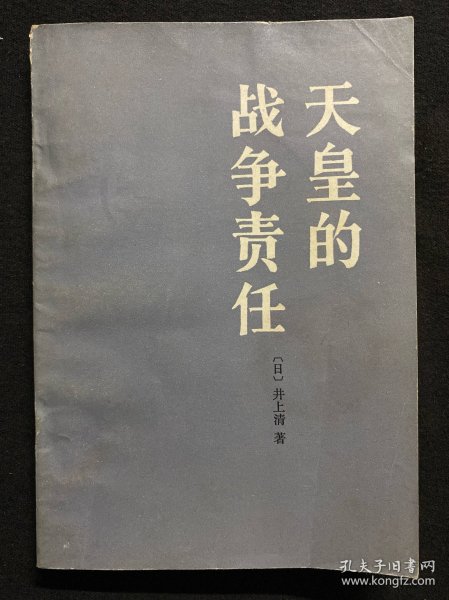 天皇的
战争责任
〔日〕井上清 著
孔夫子旧书网
www.kongfz.com